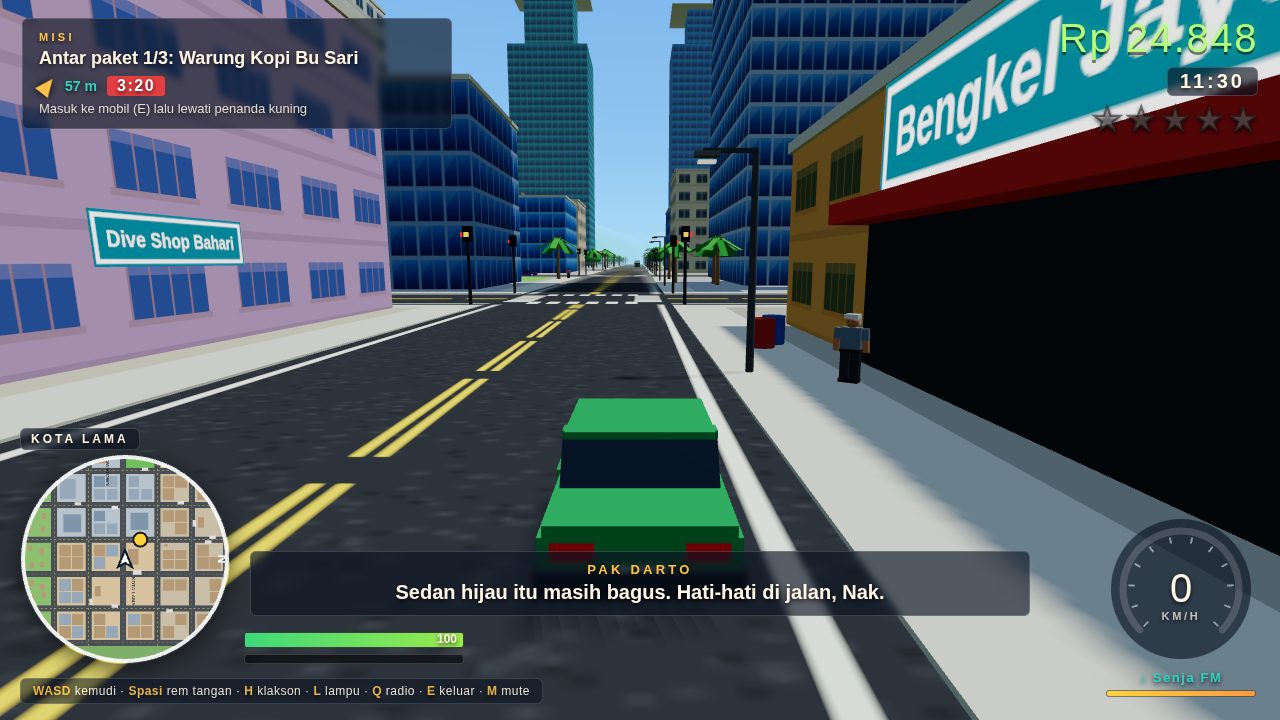 MISI
Antar paket 1/3: Warung Kopi Bu Sari
57 m 3:20
Masuk ke mobil (E) lalu lewati penanda kuning
Rp 24.848
11:30
Bengkel Jay
Dive Shop Bahari
KOTA LAMA
N
PAK DARTO
Sedan hijau itu masih bagus. Hati-hati di jalan, Nak.
100
0
KM/H
♪ Senja FM
WASD kemudi · Spasi rem tangan · H klakson · L lampu · Q radio · E keluar · M mute